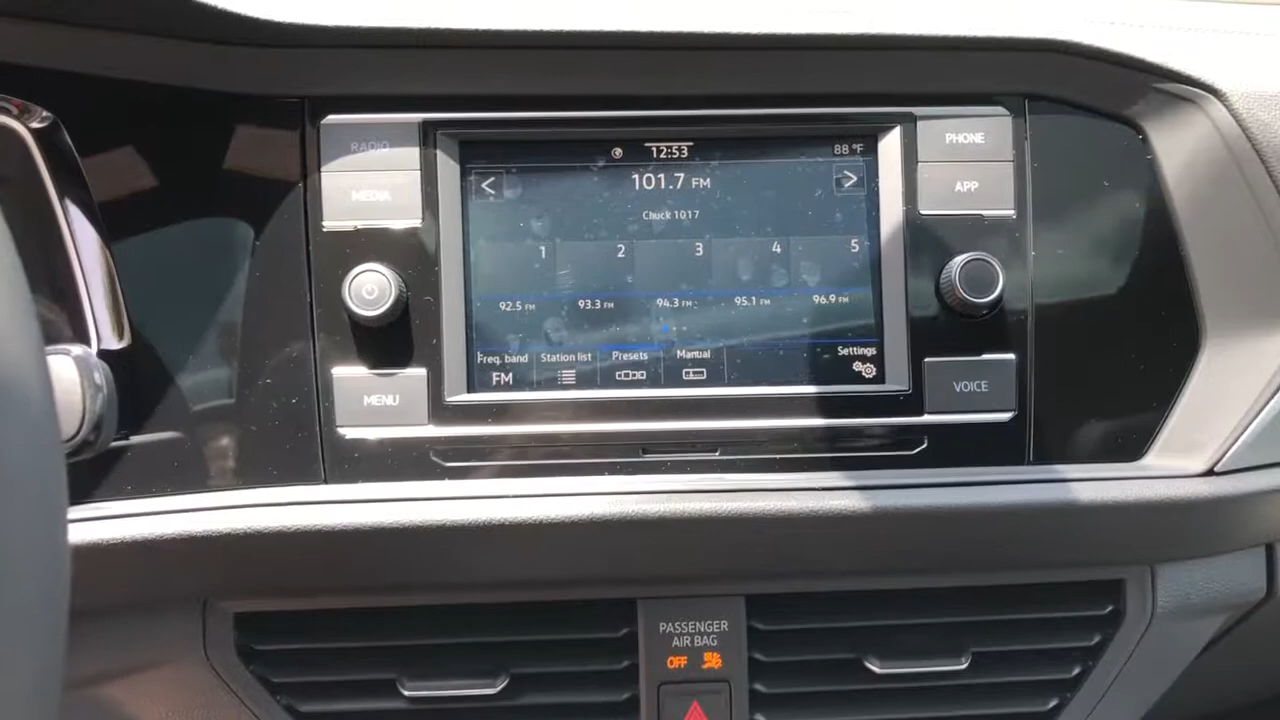 RADIO
MEDIA
MENU
12:53
88 °F
<
101.7 FM
>
Chuck 1017
1 2 3 4 5
92.5 FM 93.3 FM 94.3 FM 95.1 FM 96.9 FM
Freq. band Station list Presets Manual Settings
FM
PHONE
APP
VOICE
PASSENGER
AIR BAG
OFF